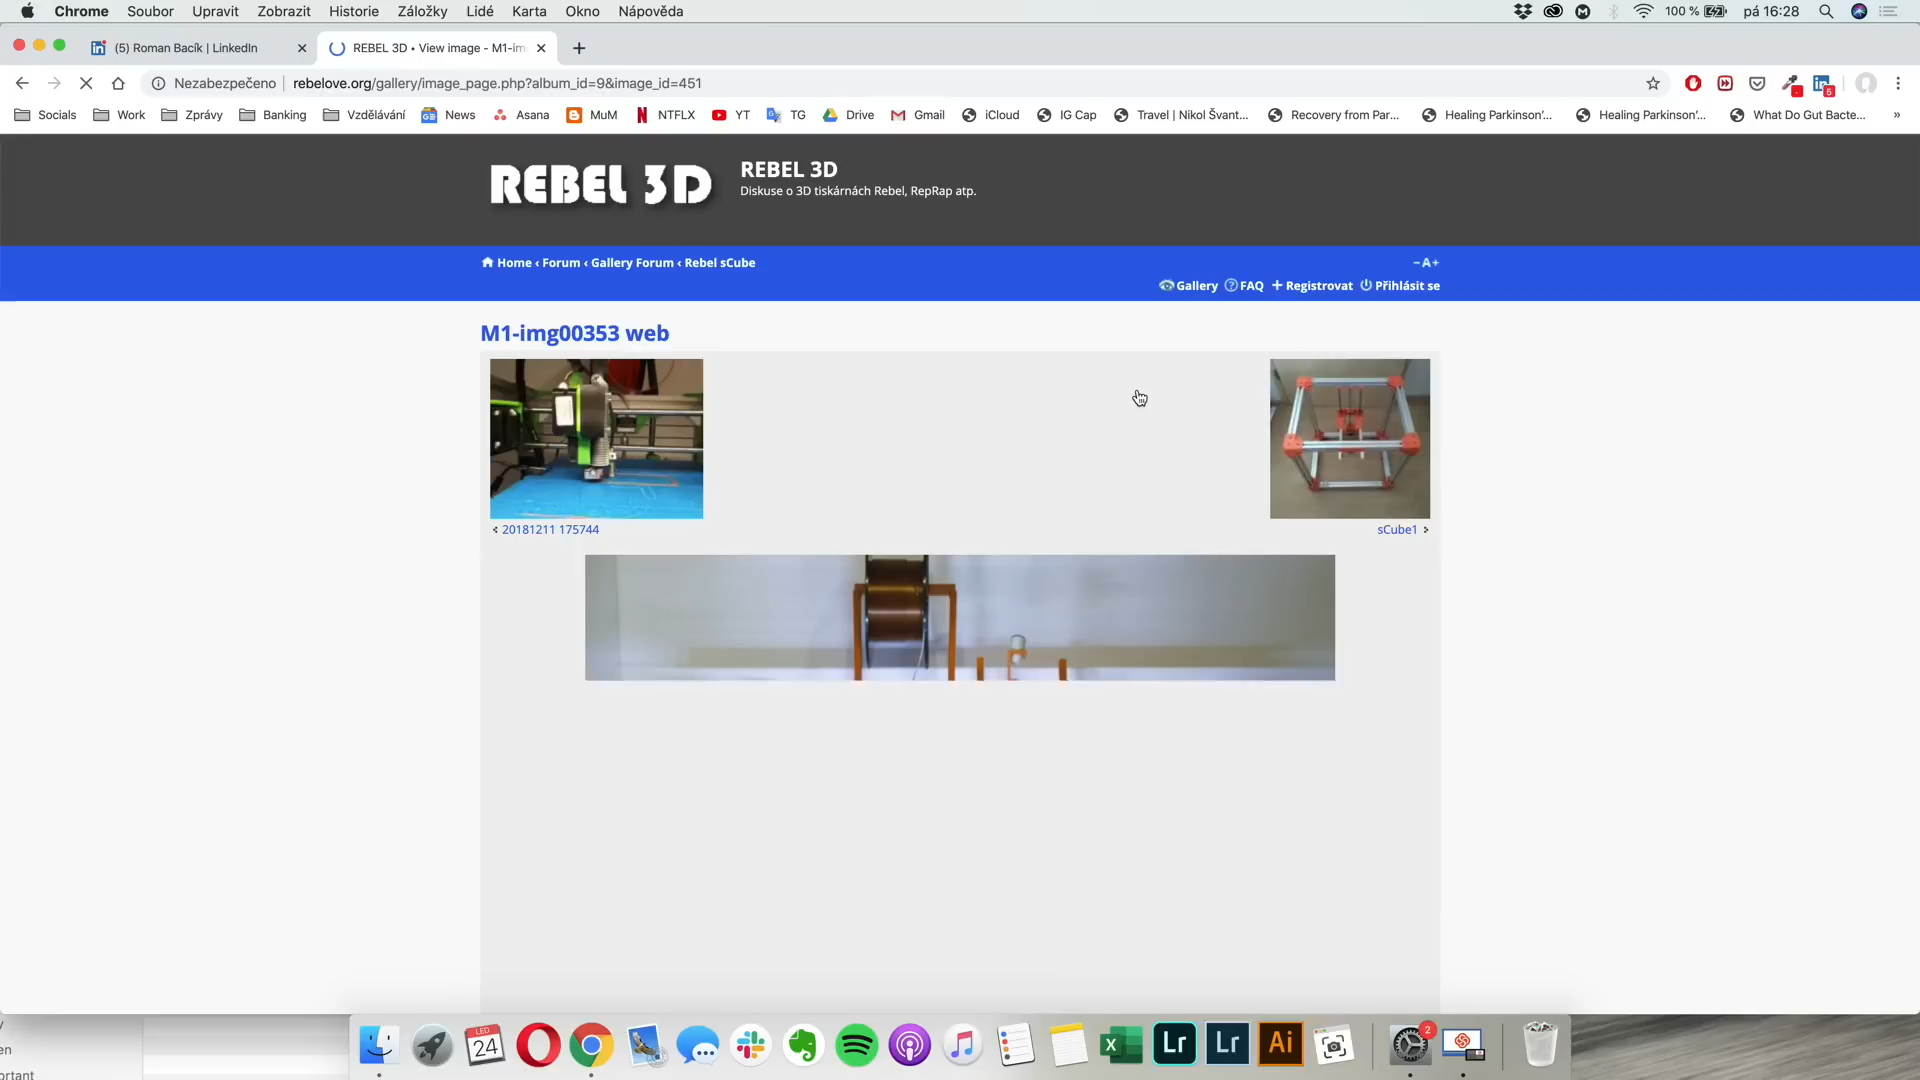 Chrome Soubor Upravit Zobrazit Historie Záložky Lidé Karta Okno Nápověda 100 % pá 16:28
(5) Roman Bacík | LinkedIn REBEL 3D • View image - M1-im
Nezabezpečeno rebelove.org/gallery/image_page.php?album_id=9&image_id=451
5
Socials Work Zprávy Banking Vzdělávání News Asana MuM NTFLX YT TG Drive Gmail iCloud IG Cap Travel | Nikol Švant... Recovery from Par... Healing Parkinson'... Healing Parkinson'... What Do Gut Bacte... »
REBEL 3D
REBEL 3D
Diskuse o 3D tiskárnách Rebel, RepRap atp.
Home ‹ Forum ‹ Gallery Forum ‹ Rebel sCube
−A+
Gallery FAQ Registrovat Přihlásit se
M1-img00353 web
20181211 175744
sCube1
en
ortant
LED
24
Lr
Lr
Ai
2